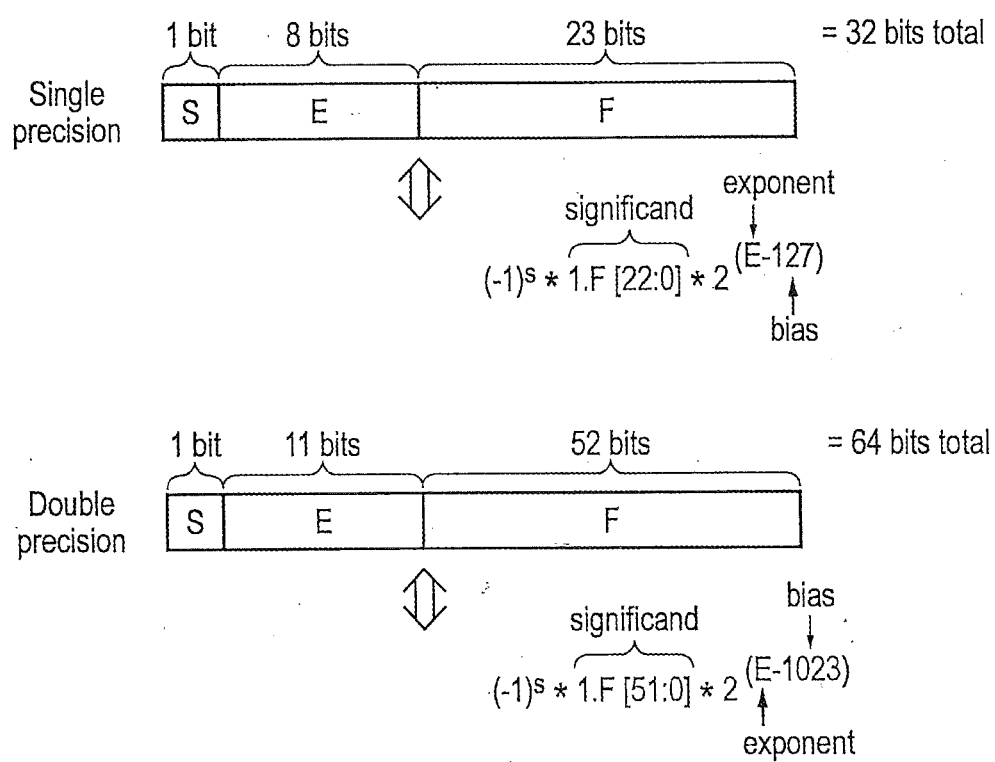 1 bit 8 bits 23 bits = 32 bits total
Single precision
S E F
exponent
significand
(-1)ˢ * 1.F [22:0] * 2 (E-127)
bias
1 bit 11 bits 52 bits = 64 bits total
Double precision
S E F
bias
significand
(-1)ˢ * 1.F [51:0] * 2 (E-1023)
exponent